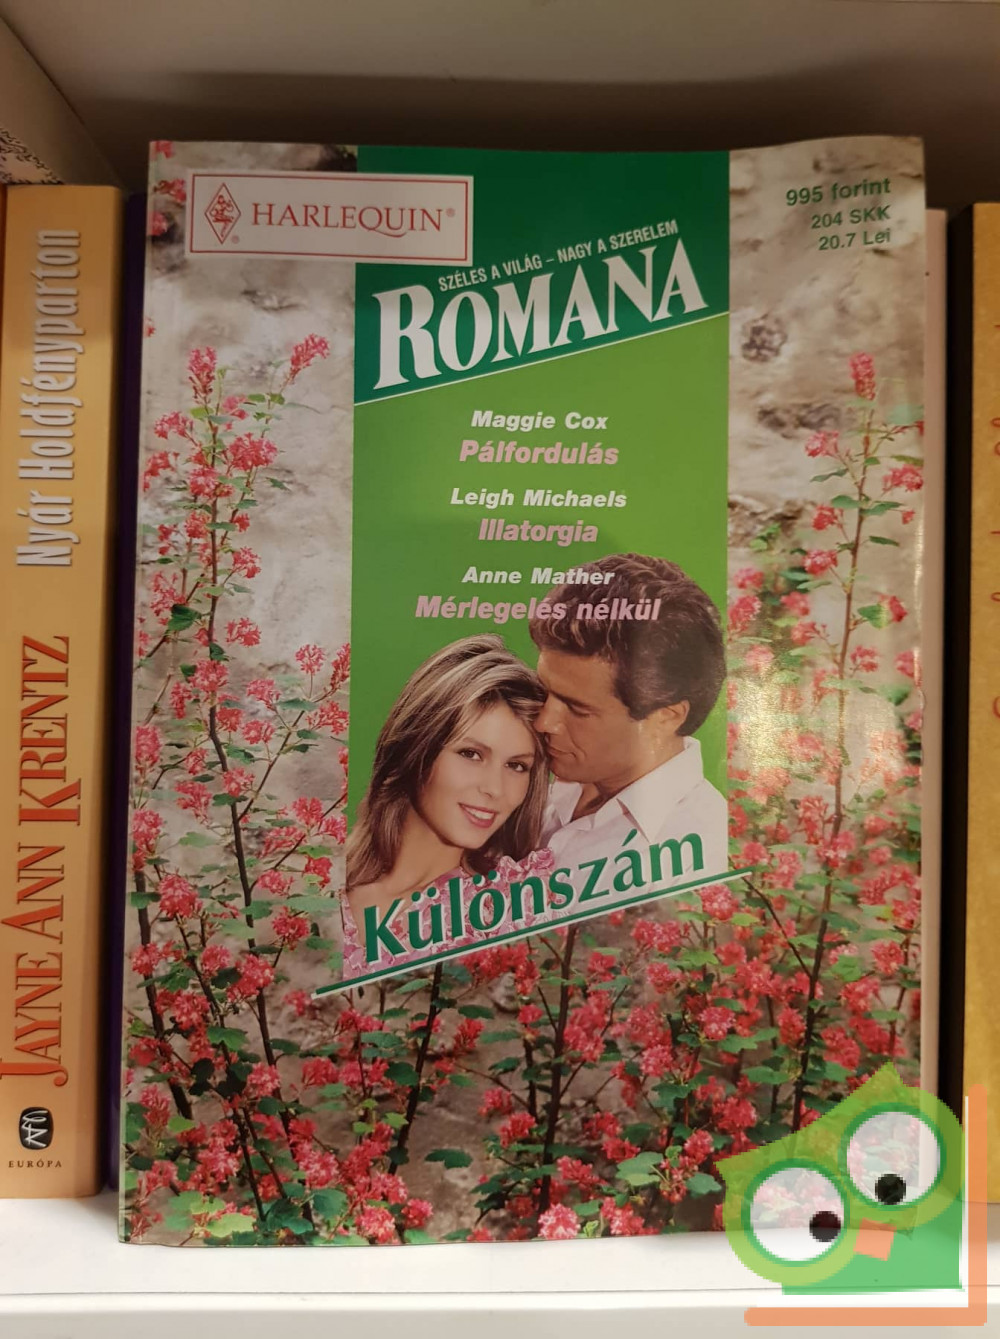 HARLEQUIN®
995 forint
204 SKK
20.7 Lei
SZÉLES A VILÁG – NAGY A SZERELEM
ROMANA
Maggie Cox
Pálfordulás
Leigh Michaels
Illatorgia
Anne Mather
Mérlegelés nélkül
Különszám
JAYNE ANN KRENTZ
Nyár Holdfényparton
EURÓPA